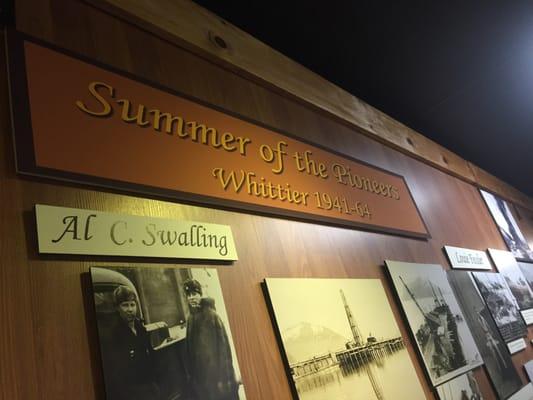 Summer of the Pioneers
Whittier 1941-64
Al C. Swalling